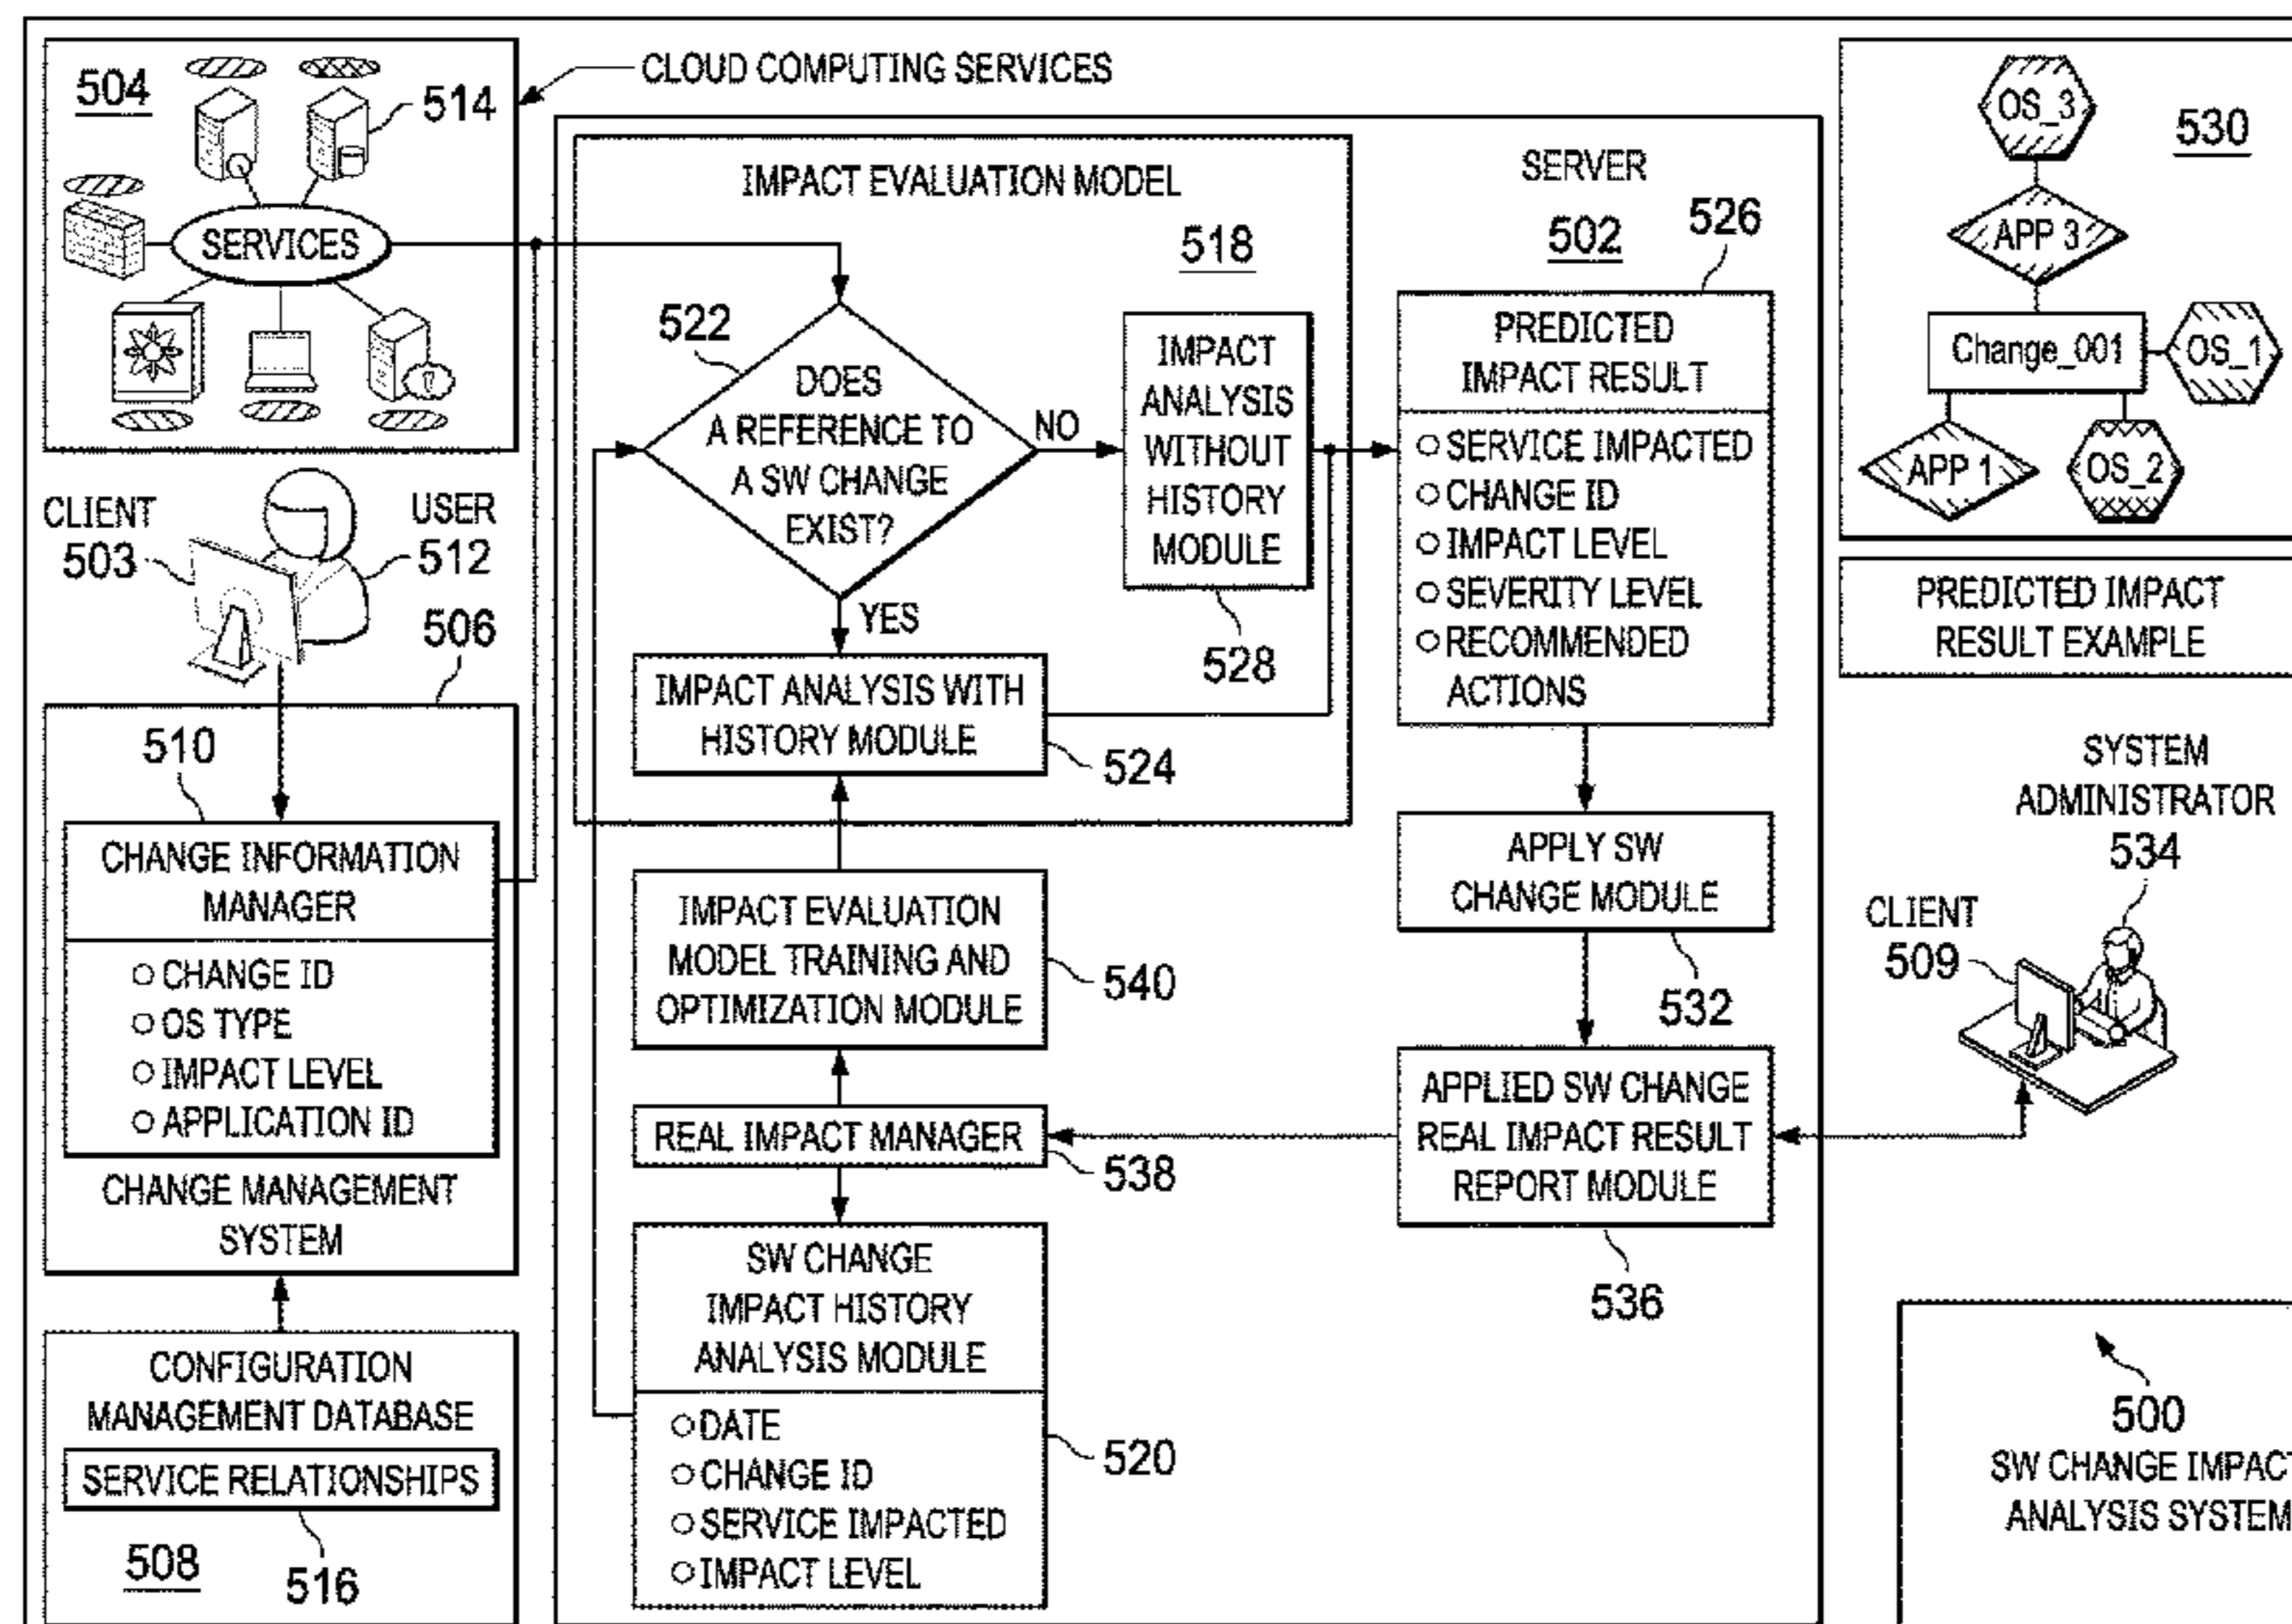 504
514
SERVICES
CLOUD COMPUTING SERVICES
CLIENT
503
USER
512
506
510
CHANGE INFORMATION
MANAGER
CHANGE ID
OS TYPE
IMPACT LEVEL
APPLICATION ID
CHANGE MANAGEMENT
SYSTEM
CONFIGURATION
MANAGEMENT DATABASE
SERVICE RELATIONSHIPS
508
516
IMPACT EVALUATION MODEL
518
522
DOES
A REFERENCE TO
A SW CHANGE
EXIST?
NO
YES
IMPACT
ANALYSIS
WITHOUT
HISTORY
MODULE
528
IMPACT ANALYSIS WITH
HISTORY MODULE
524
IMPACT EVALUATION
MODEL TRAINING AND
OPTIMIZATION MODULE
540
REAL IMPACT MANAGER
538
SW CHANGE
IMPACT HISTORY
ANALYSIS MODULE
DATE
CHANGE ID
SERVICE IMPACTED
IMPACT LEVEL
520
SERVER
502
526
PREDICTED
IMPACT RESULT
SERVICE IMPACTED
CHANGE ID
IMPACT LEVEL
SEVERITY LEVEL
RECOMMENDED
ACTIONS
APPLY SW
CHANGE MODULE
532
APPLIED SW CHANGE
REAL IMPACT RESULT
REPORT MODULE
536
OS_3
530
APP 3
Change_001
OS_1
APP 1
OS_2
PREDICTED IMPACT
RESULT EXAMPLE
SYSTEM
ADMINISTRATOR
534
CLIENT
509
500
SW CHANGE IMPACT
ANALYSIS SYSTEM